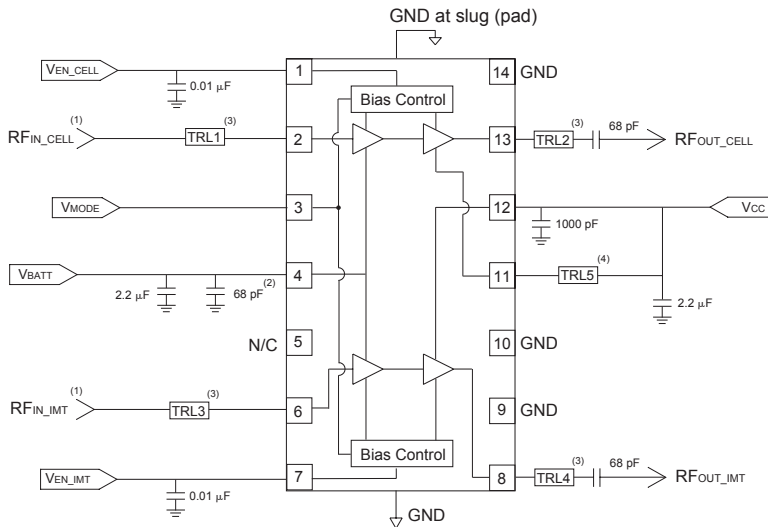 GND at slug (pad)
VEN_CELL
0.01 µF
1
14
GND
Bias Control
(1)
RFIN_CELL
(3)
TRL1
2
13
(3)
TRL2
68 pF
RFOUT_CELL
VMODE
3
12
1000 pF
VCC
VBATT
2.2 µF
68 pF(2)
4
11
(4)
TRL5
2.2 µF
N/C
5
10
GND
(1)
RFIN_IMT
(3)
TRL3
6
9
GND
Bias Control
VEN_IMT
0.01 µF
7
8
(3)
TRL4
68 pF
RFOUT_IMT
GND